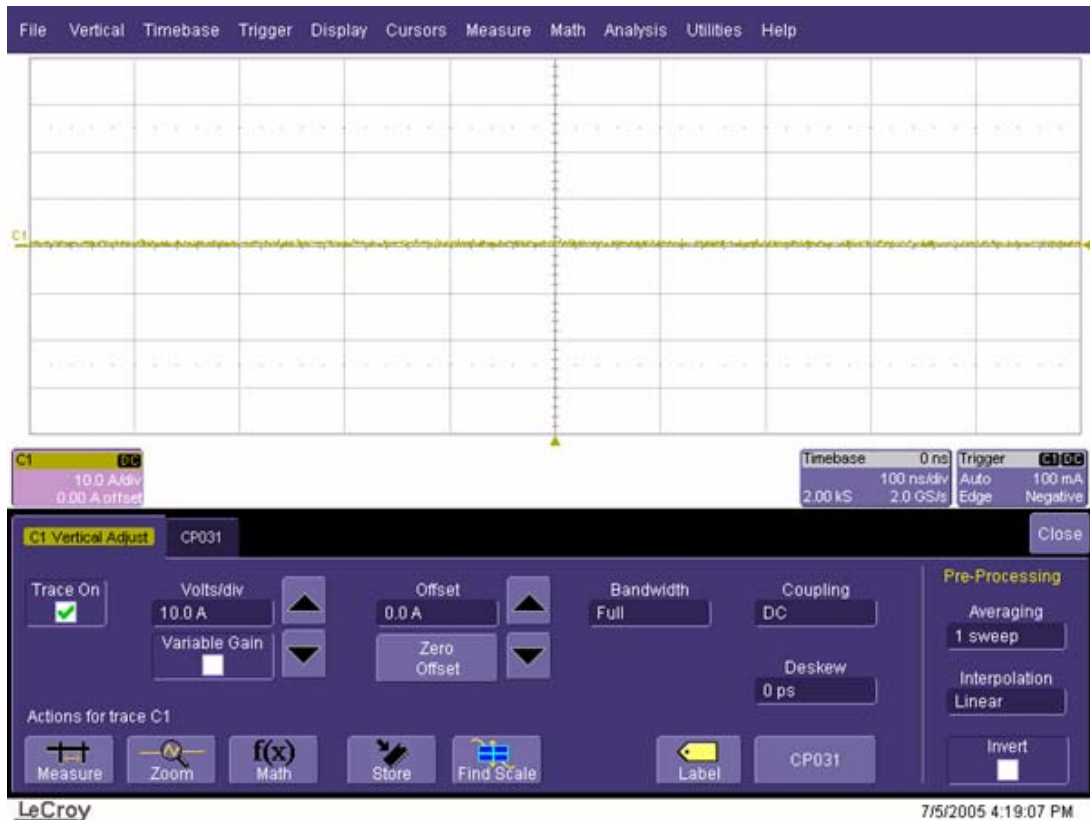 File Vertical Timebase Trigger Display Cursors Measure Math Analysis Utilities Help
C1
C1 DC
10.0 A/div
0.00 A offset
Timebase 0 ns
100 ns/div
2.00 kS 2.0 GS/s
Trigger C1 DC
Auto 100 mA
Edge Negative
C1 Vertical Adjust CP031 Close
Trace On
Volts/div
10.0 A
Variable Gain
Offset
0.0 A
Zero
Offset
Bandwidth
Full
Coupling
DC
Deskew
0 ps
Pre-Processing
Averaging
1 sweep
Interpolation
Linear
Invert
Actions for trace C1
Measure
Zoom
f(x)
Math
Store
Find Scale
Label
CP031
LeCroy 7/5/2005 4:19:07 PM